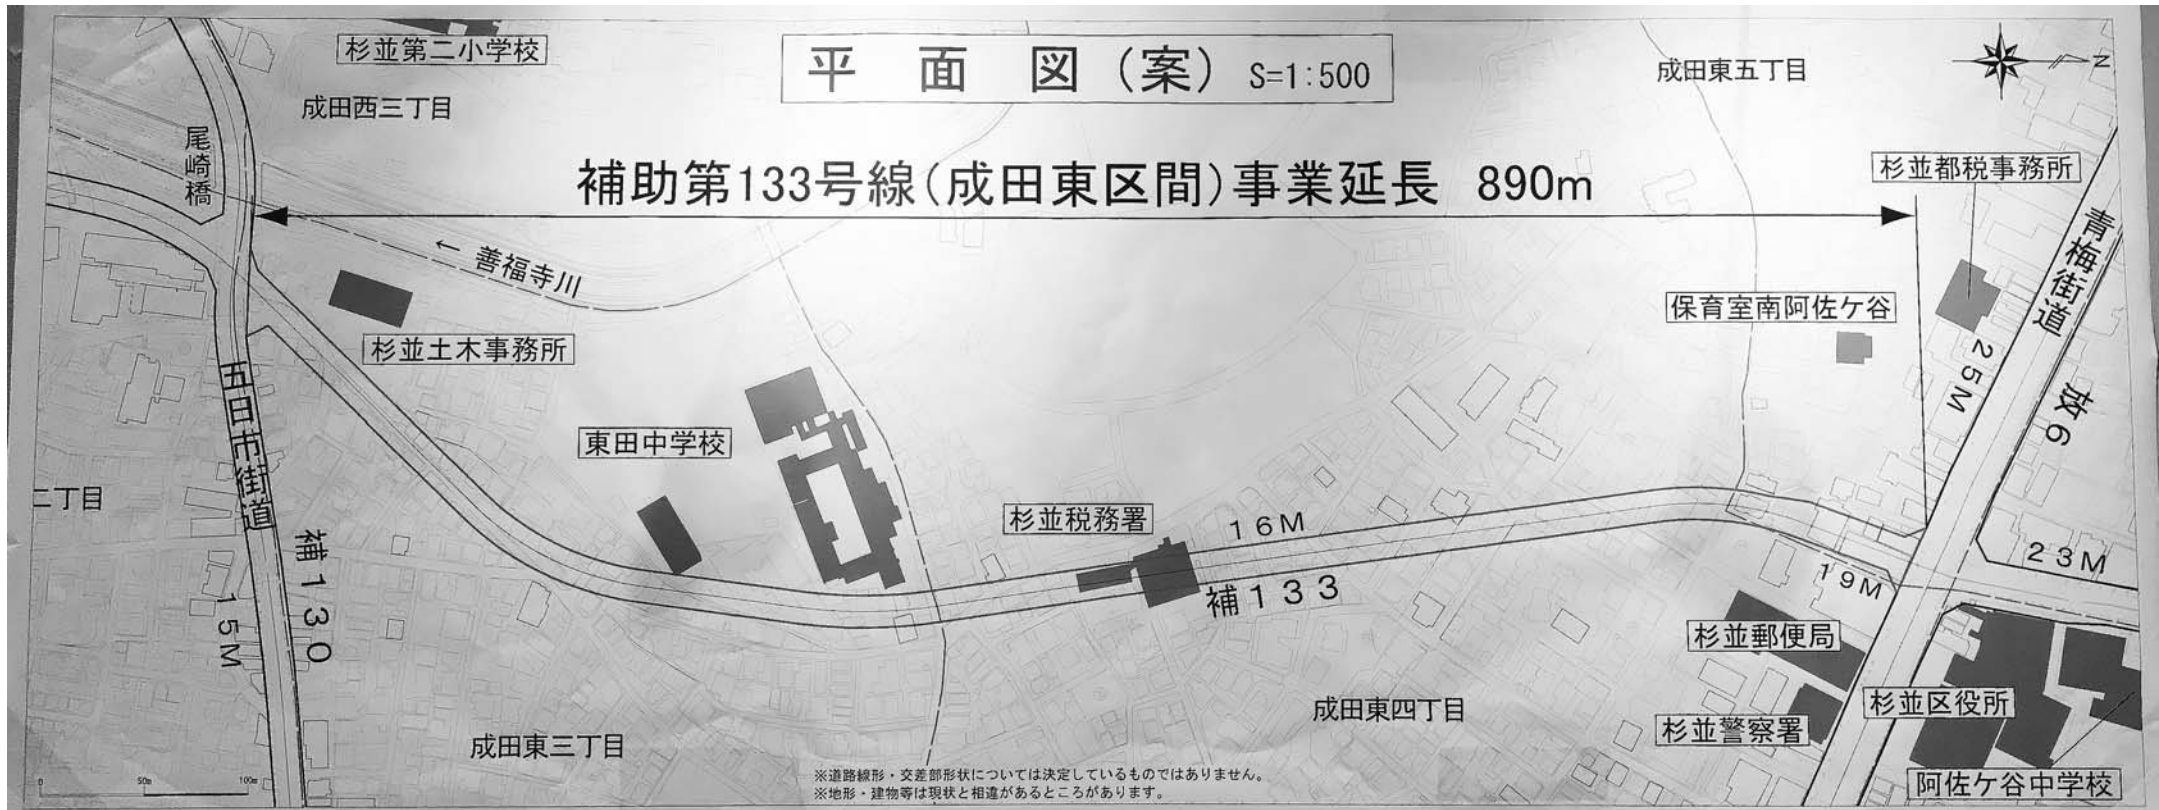 平面図(案) S=1:500
補助第133号線(成田東区間)事業延長 890m
杉並第二小学校
成田西三丁目
尾崎橋
← 善福寺川
杉並土木事務所
五日市街道
二丁目
補130
15M
東田中学校
成田東三丁目
杉並税務署
16M
補133
成田東四丁目
成田東五丁目
N
杉並都税事務所
保育室南阿佐ケ谷
青梅街道
25M
放6
23M
19M
杉並郵便局
杉並区役所
杉並警察署
阿佐ケ谷中学校
0 50m 100m
※道路線形・交差部形状については決定しているものではありません。
※地形・建物等は現状と相違があるところがあります。